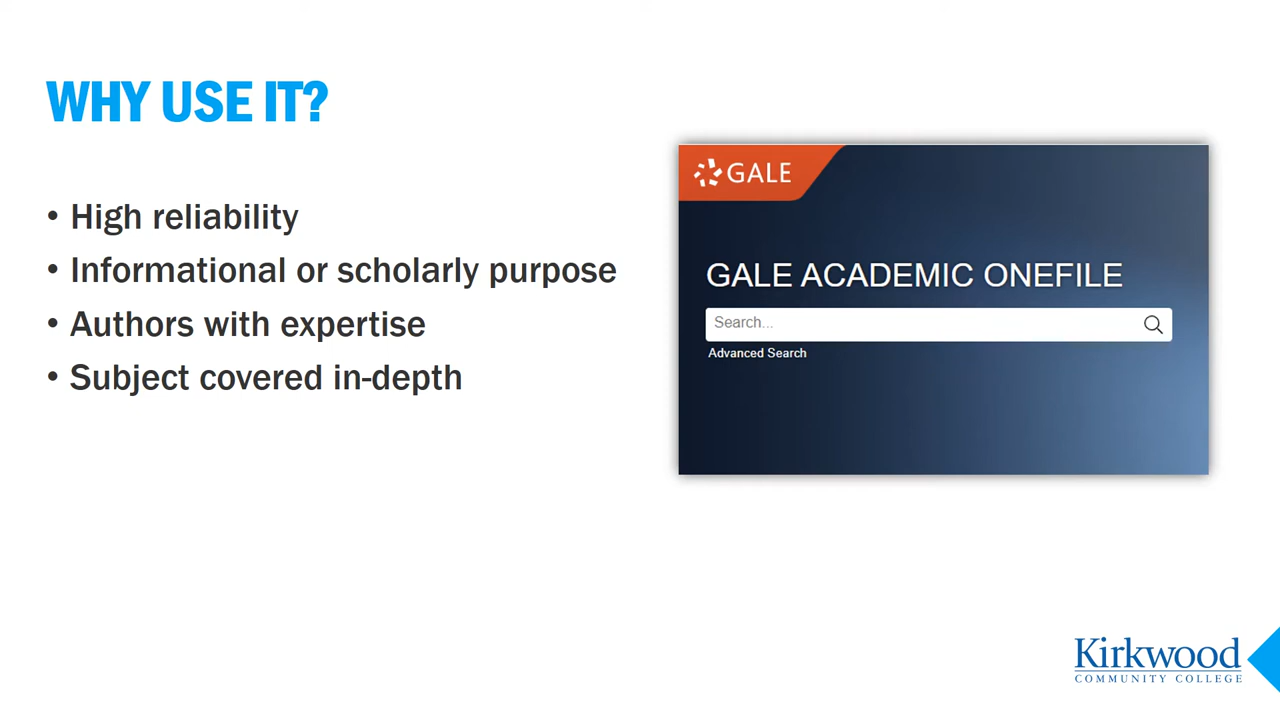 WHY USE IT?
• High reliability
• Informational or scholarly purpose
• Authors with expertise
• Subject covered in-depth
GALE
GALE ACADEMIC ONEFILE
Search...
Advanced Search
Kirkwood
COMMUNITY COLLEGE